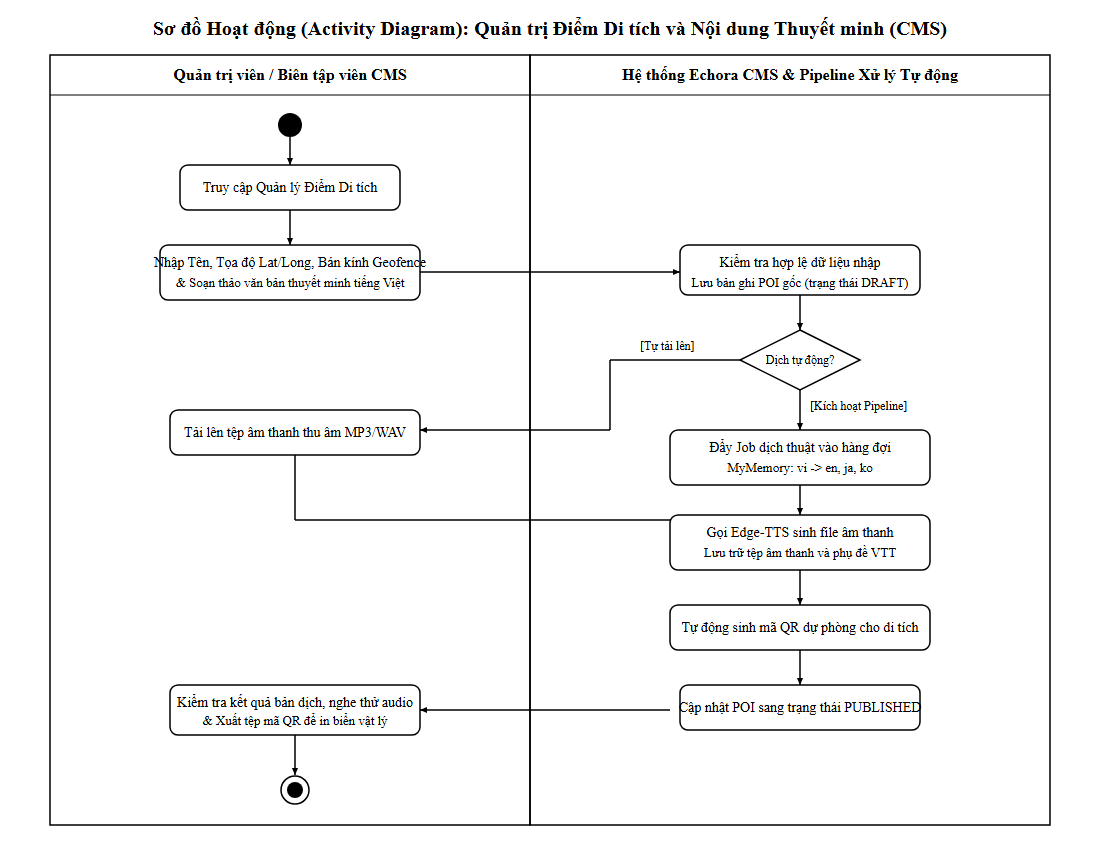 Sơ đồ Hoạt động (Activity Diagram): Quản trị Điểm Di tích và Nội dung Thuyết minh (CMS)
Quản trị viên / Biên tập viên CMS
Hệ thống Echora CMS & Pipeline Xử lý Tự động
Truy cập Quản lý Điểm Di tích
Nhập Tên, Tọa độ Lat/Long, Bán kính Geofence
& Soạn thảo văn bản thuyết minh tiếng Việt
Kiểm tra hợp lệ dữ liệu nhập
Lưu bản ghi POI gốc (trạng thái DRAFT)
[Tự tải lên]
Dịch tự động?
[Kích hoạt Pipeline]
Tải lên tệp âm thanh thu âm MP3/WAV
Đẩy Job dịch thuật vào hàng đợi
MyMemory: vi -> en, ja, ko
Gọi Edge-TTS sinh file âm thanh
Lưu trữ tệp âm thanh và phụ đề VTT
Tự động sinh mã QR dự phòng cho di tích
Kiểm tra kết quả bản dịch, nghe thử audio
& Xuất tệp mã QR để in biển vật lý
Cập nhật POI sang trạng thái PUBLISHED